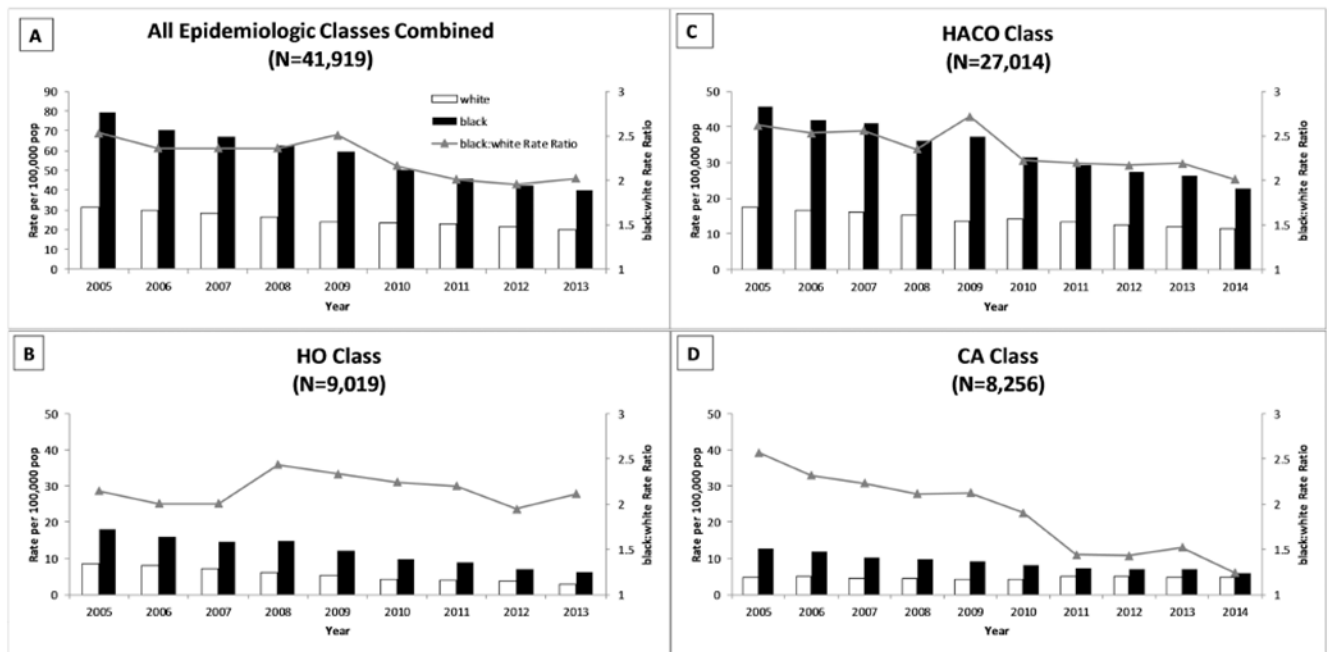 A
All Epidemiologic Classes Combined
(N=41,919)
white
black
black:white Rate Ratio
Rate per 100,000 pop
90
80
70
60
50
40
30
20
10
0
3
2.5
2
1.5
1
black:white Rate Ratio
2005 2006 2007 2008 2009 2010 2011 2012 2013
Year
C
HACO Class
(N=27,014)
Rate per 100,000 pop
50
40
30
20
10
0
3
2.5
2
1.5
1
black:white Rate Ratio
2005 2006 2007 2008 2009 2010 2011 2012 2013 2014
Year
B
HO Class
(N=9,019)
Rate per 100,000 pop
50
40
30
20
10
0
3
2.5
2
1.5
1
black:white Rate Ratio
2005 2006 2007 2008 2009 2010 2011 2012 2013
Year
D
CA Class
(N=8,256)
Rate per 100,000 pop
50
40
30
20
10
0
3
2.5
2
1.5
1
black:white Rate Ratio
2005 2006 2007 2008 2009 2010 2011 2012 2013 2014
Year